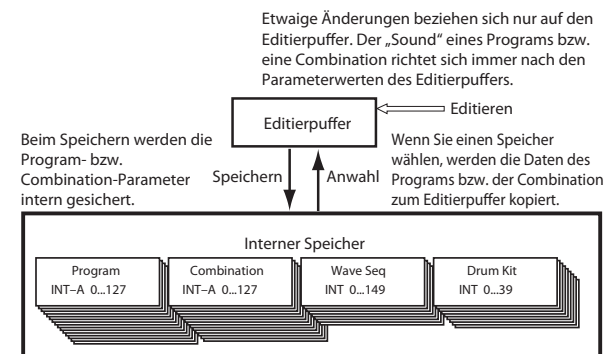 Etwaige Änderungen beziehen sich nur auf den
Editierpuffer. Der „Sound“ eines Programs bzw.
eine Combination richtet sich immer nach den
Parameterwerten des Editierpuffers.
Editierpuffer
Editieren
Beim Speichern werden die
Program- bzw.
Combination-Parameter
intern gesichert.
Speichern
Anwahl
Wenn Sie einen Speicher
wählen, werden die Daten des
Programs bzw. der Combination
zum Editierpuffer kopiert.
Interner Speicher
Program
INT–A 0...127
Combination
INT–A 0...127
Wave Seq
INT 0...149
Drum Kit
INT 0...39